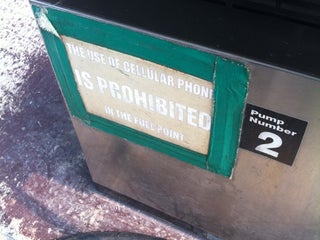 THE USE OF CELLULAR PHONE
IS PROHIBITED
IN THE FUEL POINT
Pump
Number
2